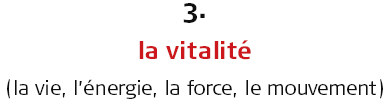 3.
la vitalité
(la vie, l'énergie, la force, le mouvement)